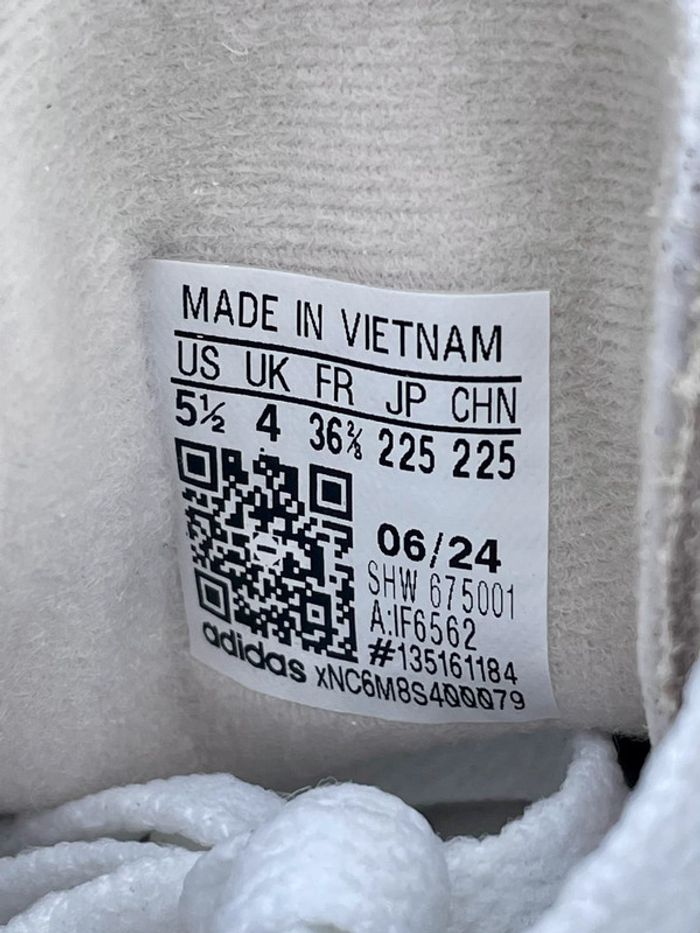 MADE IN VIETNAM
US UK FR JP CHN
5½ 4 36⅔ 225 225
06/24
SHW 675001
A:IF6562
#135161184
adidas xNC6M8S400079